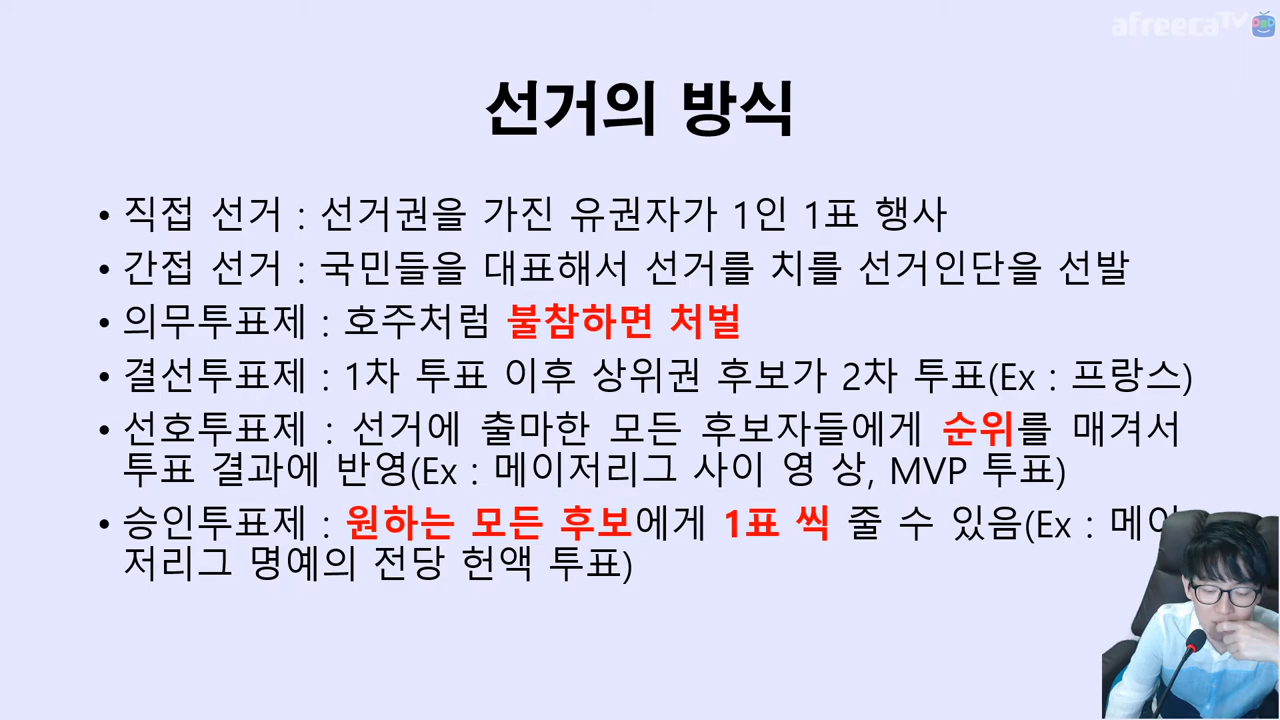 afreecaTV
선거의 방식
• 직접 선거 : 선거권을 가진 유권자가 1인 1표 행사
• 간접 선거 : 국민들을 대표해서 선거를 치를 선거인단을 선발
• 의무투표제 : 호주처럼 불참하면 처벌
• 결선투표제 : 1차 투표 이후 상위권 후보가 2차 투표(Ex : 프랑스)
• 선호투표제 : 선거에 출마한 모든 후보자들에게 순위를 매겨서
투표 결과에 반영(Ex : 메이저리그 사이 영 상, MVP 투표)
• 승인투표제 : 원하는 모든 후보에게 1표 씩 줄 수 있음(Ex : 메이
저리그 명예의 전당 헌액 투표)